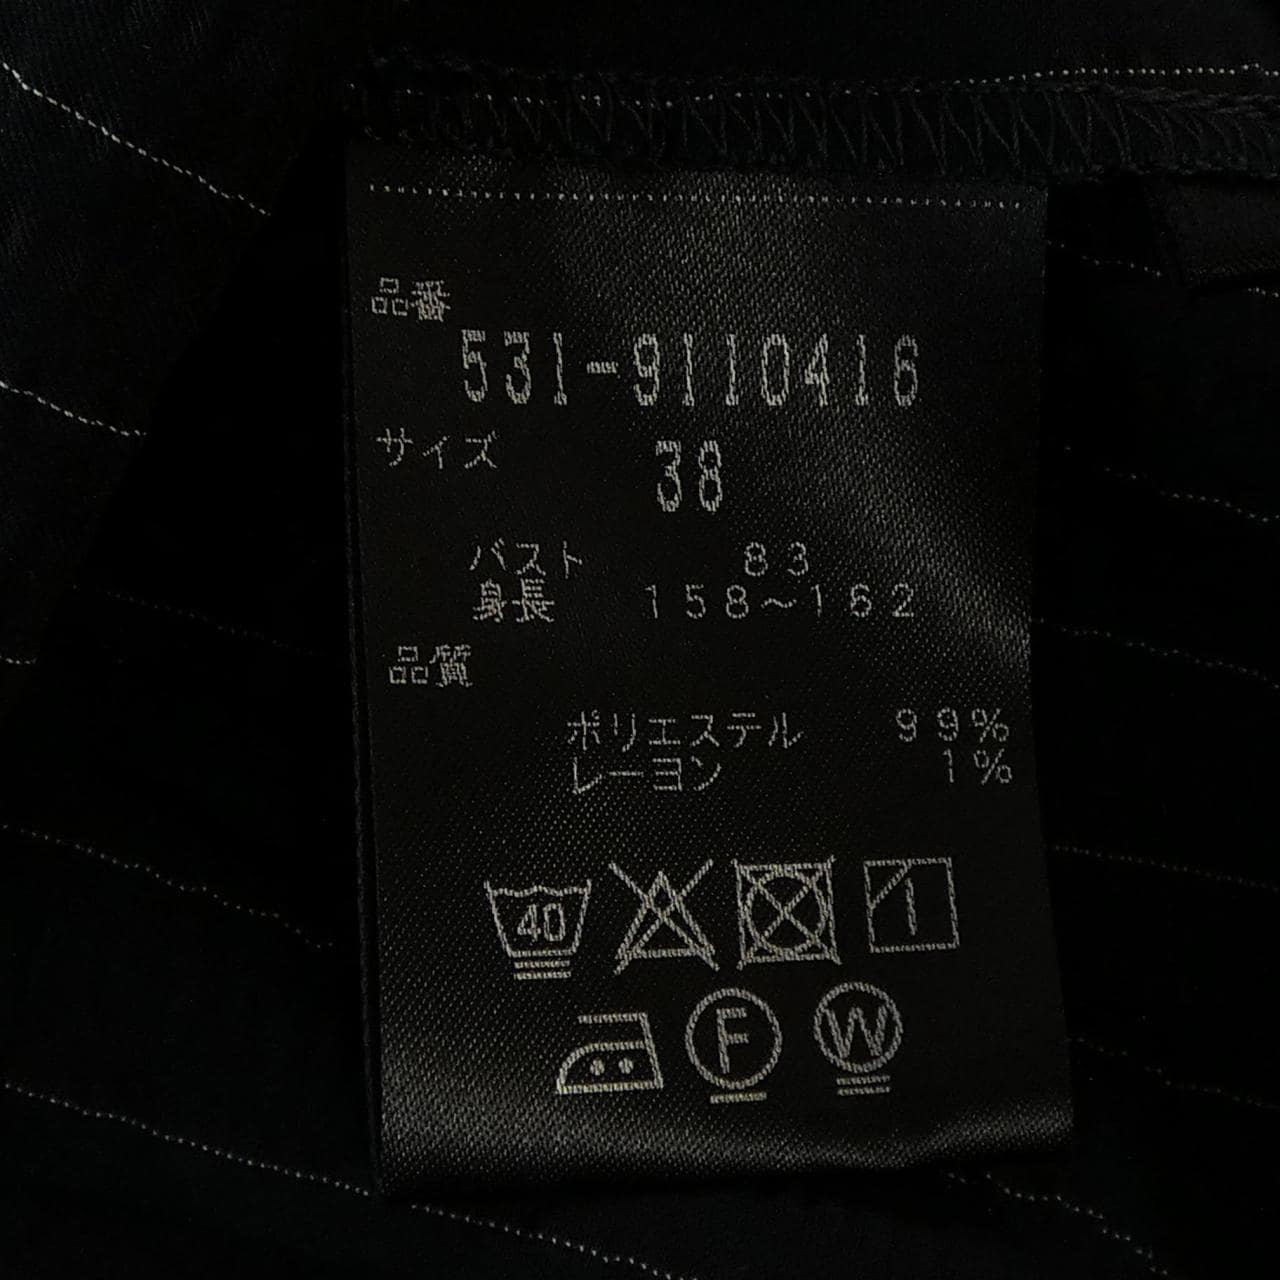 品番
531-9110416
サイズ 38
バスト 83
身長 158~162
品質
ポリエステル 99%
レーヨン 1%
40
F W